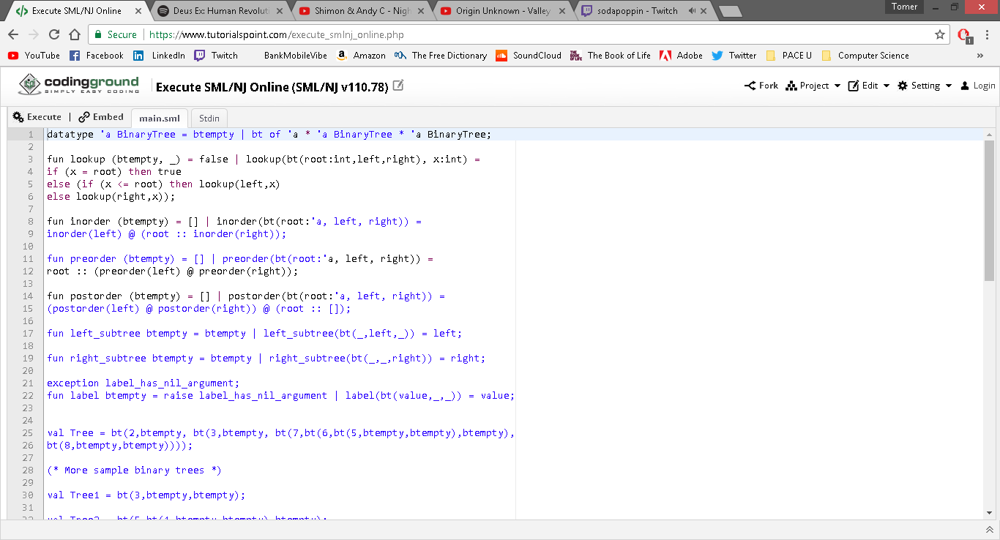 Execute SML/NJ Online
Deus Ex: Human Revoluti
Shimon & Andy C - Nigh
Origin Unknown - Valley
sodapoppin - Twitch
Tomer
Secure
https://www.tutorialspoint.com/execute_smlnj_online.php
1
YouTube
Facebook
LinkedIn
Twitch
BankMobileVibe
Amazon
The Free Dictionary
SoundCloud
The Book of Life
Adobe
Twitter
PACE U
Computer Science
»
codingground
SIMPLY EASY CODING
Execute SML/NJ Online (SML/NJ v110.78)
Fork
Project
Edit
Setting
Login
Execute | Embed
main.sml
Stdin
1 datatype 'a BinaryTree = btempty | bt of 'a * 'a BinaryTree * 'a BinaryTree;
2
3 fun lookup (btempty, _) = false | lookup(bt(root:int,left,right), x:int) =
4 if (x = root) then true
5 else (if (x <= root) then lookup(left,x)
6 else lookup(right,x));
7
8 fun inorder (btempty) = [] | inorder(bt(root:'a, left, right)) =
9 inorder(left) @ (root :: inorder(right));
10
11 fun preorder (btempty) = [] | preorder(bt(root:'a, left, right)) =
12 root :: (preorder(left) @ preorder(right));
13
14 fun postorder (btempty) = [] | postorder(bt(root:'a, left, right)) =
15 (postorder(left) @ postorder(right)) @ (root :: []);
16
17 fun left_subtree btempty = btempty | left_subtree(bt(_,left,_)) = left;
18
19 fun right_subtree btempty = btempty | right_subtree(bt(_,_,right)) = right;
20
21 exception label_has_nil_argument;
22 fun label btempty = raise label_has_nil_argument | label(bt(value,_,_)) = value;
23
24
25 val Tree = bt(2,btempty, bt(3,btempty, bt(7,bt(6,bt(5,btempty,btempty),btempty),
26 bt(8,btempty,btempty))));
27
28 (* More sample binary trees *)
29
30 val Tree1 = bt(3,btempty,btempty);
31
32 val Tree2 = bt(5,bt(1,btempty,btempty),btempty);